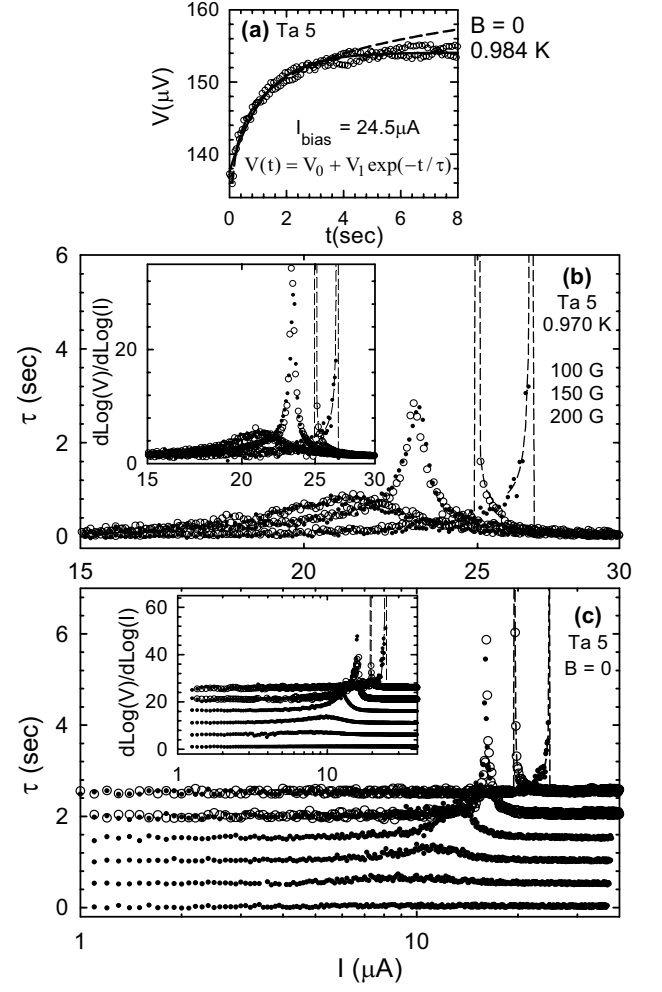 160
150
140
V(μV)
(a) Ta 5
B = 0
0.984 K
I_bias = 24.5μA
V(t) = V_0 + V_1 exp(−t/τ)
0 2 4 6 8
t(sec)
6
4
2
0
τ (sec)
(b)
Ta 5
0.970 K
100 G
150 G
200 G
20
0
dLog(V)/dLog(I)
15 20 25 30
15 20 25 30
6
4
2
0
τ (sec)
(c)
Ta 5
B = 0
60
40
20
0
dLog(V)/dLog(I)
1 10
1 10
I (μA)